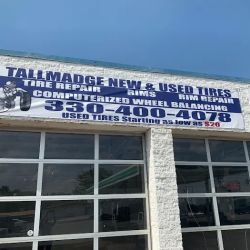 TALLMADGE NEW & USED TIRES
TIRE REPAIR RIMS RIM REPAIR
COMPUTERIZED WHEEL BALANCING
330-400-4078
USED TIRES Starting as low as $20